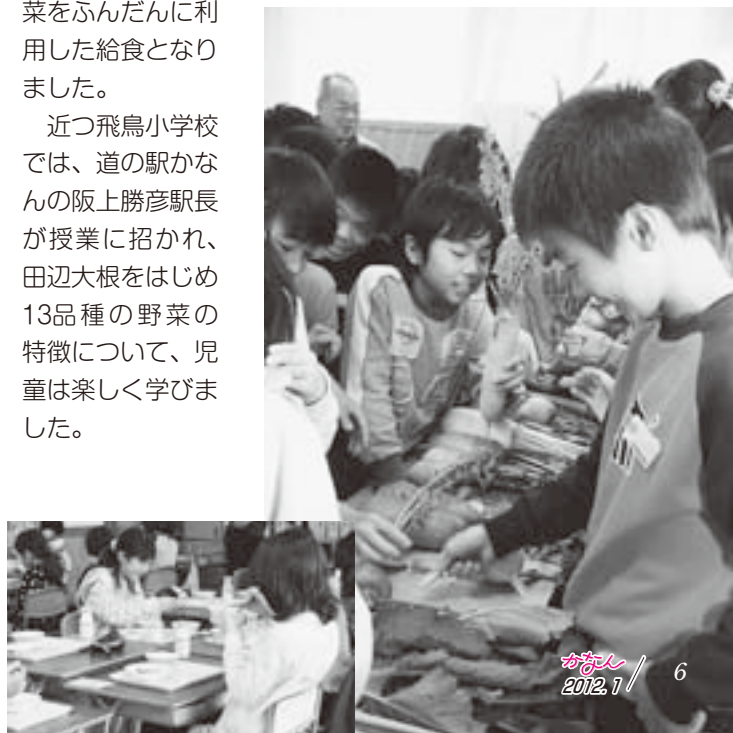 菜をふんだんに利
用した給食となり
ました。
　近つ飛鳥小学校
では、道の駅かな
んの阪上勝彦駅長
が授業に招かれ、
田辺大根をはじめ
13品種の野菜の
特徴について、児
童は楽しく学びま
した。
かなん
2012. 1 / 6